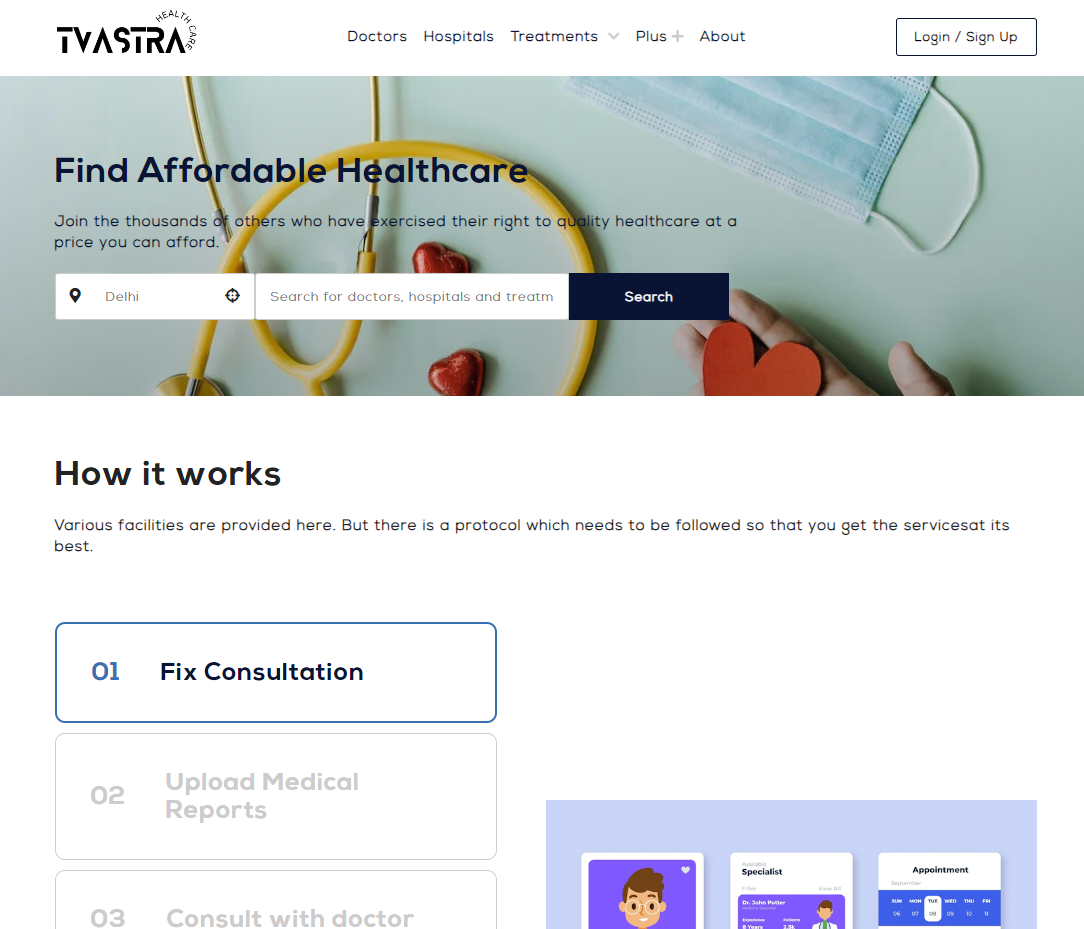 HEALTH CARE
TVASTRA
Doctors Hospitals Treatments Plus About
Login / Sign Up
Find Affordable Healthcare
Join the thousands of others who have exercised their right to quality healthcare at a
price you can afford.
Delhi
Search for doctors, hospitals and treatm
Search
How it works
Various facilities are provided here. But there is a protocol which needs to be followed so that you get the servicesat its
best.
01 Fix Consultation
02 Upload Medical
Reports
03 Consult with doctor
Available
Specialist
Filter View All
Dr. John Potter
Medicine Specialist
Experience Patients
8 Years 2.5k
Appointment
September
SUN MON TUE WED THU FRI
06 07 08 09 10 11